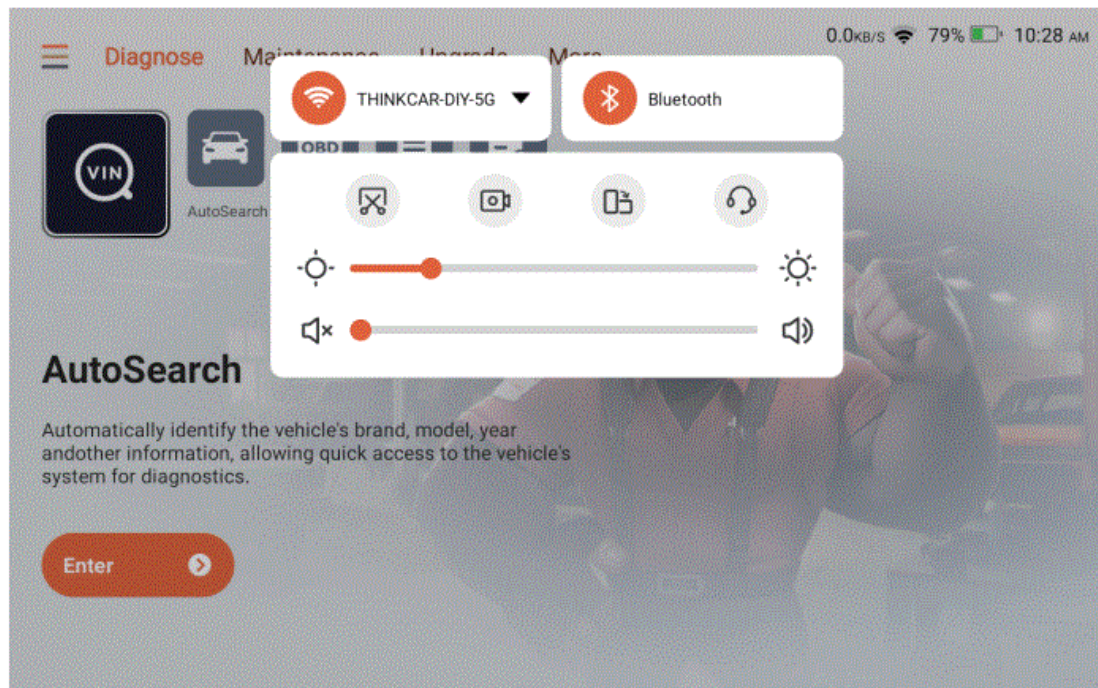 0.0KB/S 79% 10:28 AM
Diagnose
THINKCAR-DIY-5G
Bluetooth
VIN
OBD
AutoSearch
AutoSearch
Automatically identify the vehicle's brand, model, year
andother information, allowing quick access to the vehicle's
system for diagnostics.
Enter